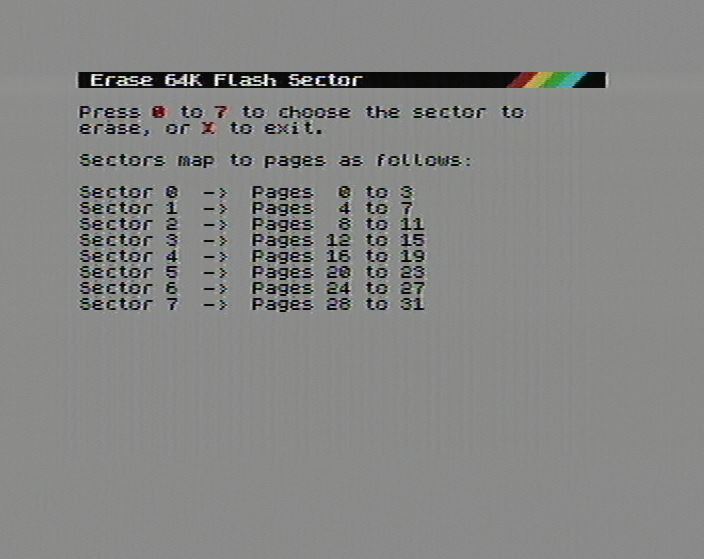 Erase 64K Flash Sector
Press 0 to 7 to choose the sector to
erase, or X to exit.
Sectors map to pages as follows:
Sector 0 -> Pages 0 to 3
Sector 1 -> Pages 4 to 7
Sector 2 -> Pages 8 to 11
Sector 3 -> Pages 12 to 15
Sector 4 -> Pages 16 to 19
Sector 5 -> Pages 20 to 23
Sector 6 -> Pages 24 to 27
Sector 7 -> Pages 28 to 31